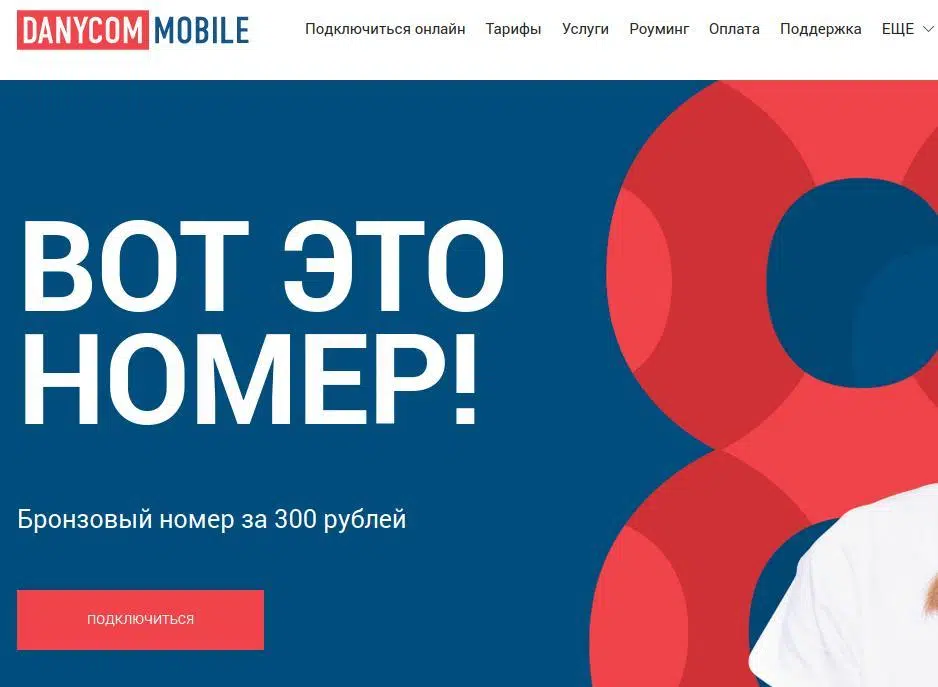 DANYCOM MOBILE
Подключиться онлайн Тарифы Услуги Роуминг Оплата Поддержка ЕЩЕ
ВОТ ЭТО
НОМЕР!
Бронзовый номер за 300 рублей
ПОДКЛЮЧИТЬСЯ